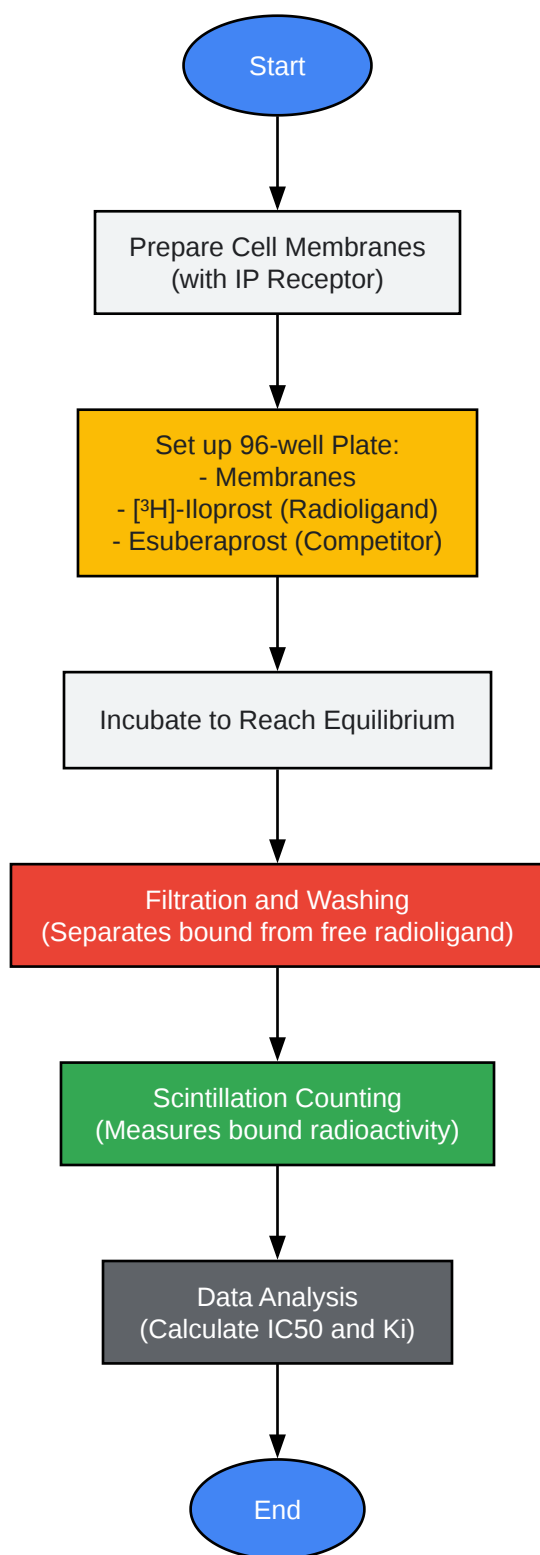 Start
Prepare Cell Membranes
(with IP Receptor)
Set up 96-well Plate:
- Membranes
- [³H]-Iloprost (Radioligand)
- Esuberaprost (Competitor)
Incubate to Reach Equilibrium
Filtration and Washing
(Separates bound from free radioligand)
Scintillation Counting
(Measures bound radioactivity)
Data Analysis
(Calculate IC50 and Ki)
End